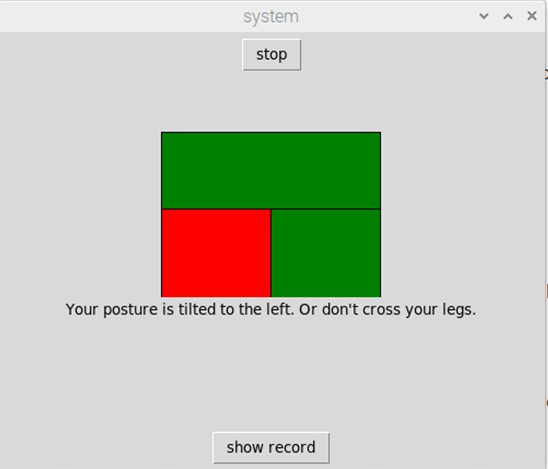 system
stop
Your posture is tilted to the left. Or don't cross your legs.
show record